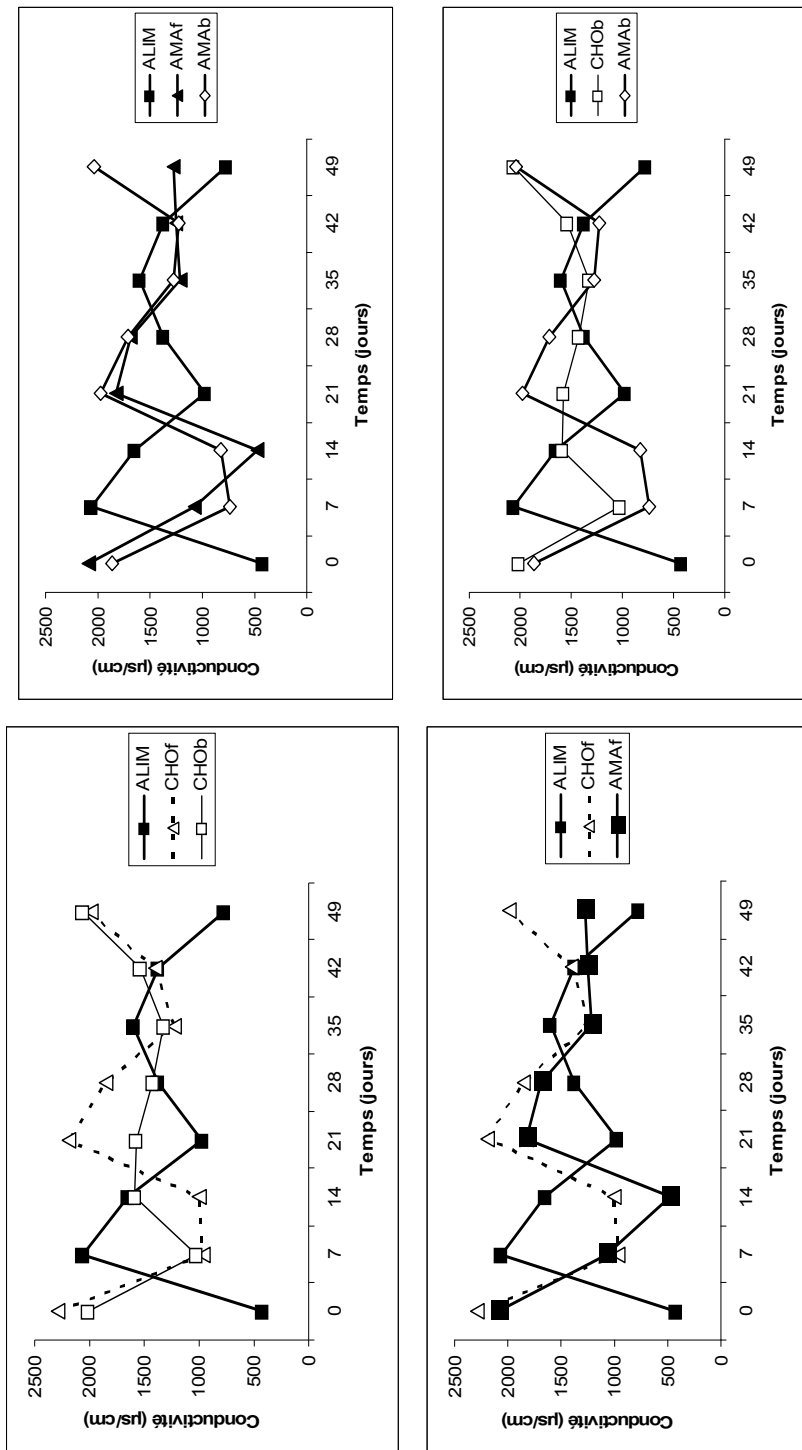 2500
2000
1500
1000
500
0
Conductivité (µs/cm)
0
7
14
21
28
35
42
49
Temps (jours)
ALIM
CHOf
CHOb
2500
2000
1500
1000
500
0
Conductivité (µs/cm)
0
7
14
21
28
35
42
49
Temps (jours)
ALIM
AMAf
AMAb
2500
2000
1500
1000
500
0
Conductivité (µs/cm)
0
7
14
21
28
35
42
49
Temps (jours)
ALIM
CHOf
AMAf
2500
2000
1500
1000
500
0
Conductivité (µs/cm)
0
7
14
21
28
35
42
49
Temps (jours)
ALIM
CHOb
AMAb